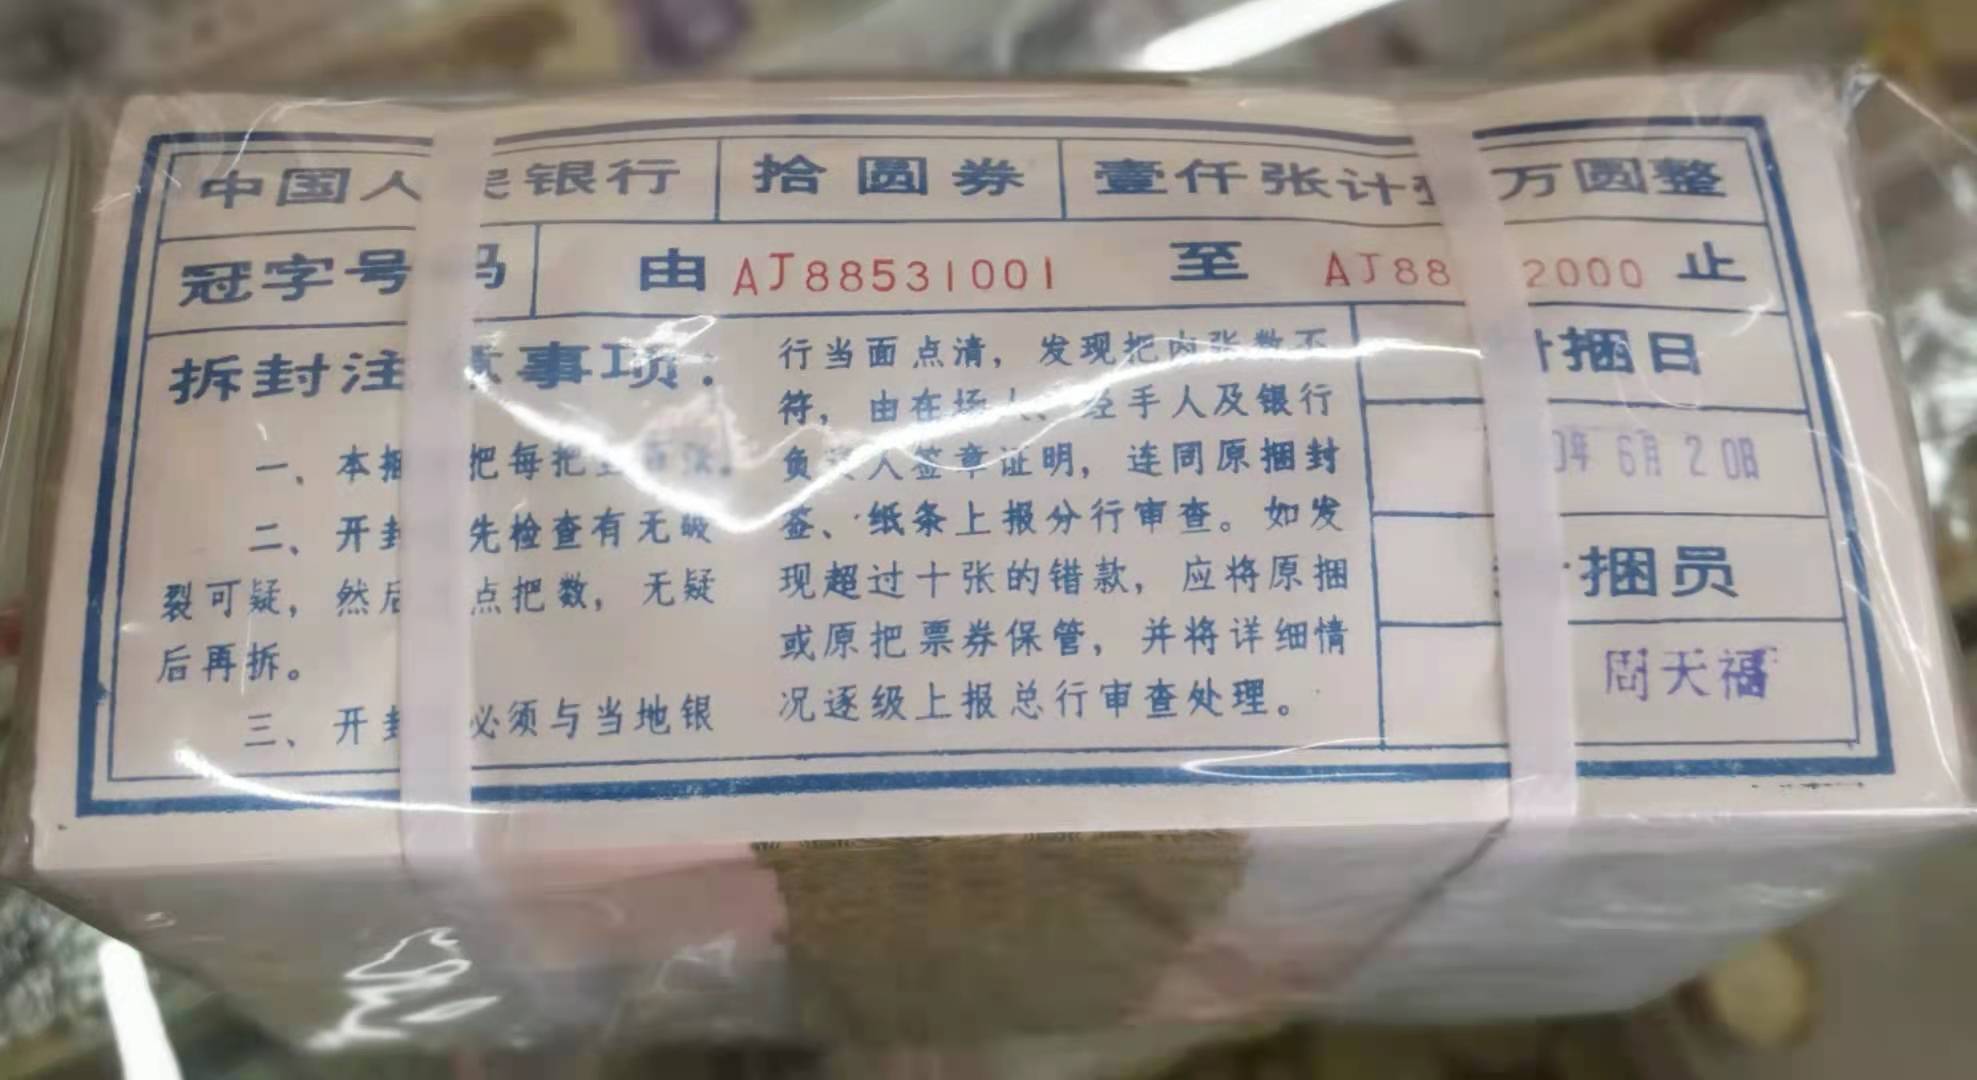 中国人民银行 拾圆券 壹仟张计 万圆整
冠字号码 由 AJ88531001 至 AJ88 2000 止
拆封注意事项：
一、本捆 把每把 张。
二、开封 先检查有无破
裂可疑，然后 点把数，无疑
后再拆。
三、开封 必须与当地银
行当面点清，发现把内张数不
符，由在场人、经手人及银行
负责人签章证明，连同原捆封
签、纸条上报分行审查。如发
现超过十张的错款，应将原捆
或原把票券保管，并将详细情
况逐级上报总行审查处理。
捆日
年 6月 20日
捆员
周天福